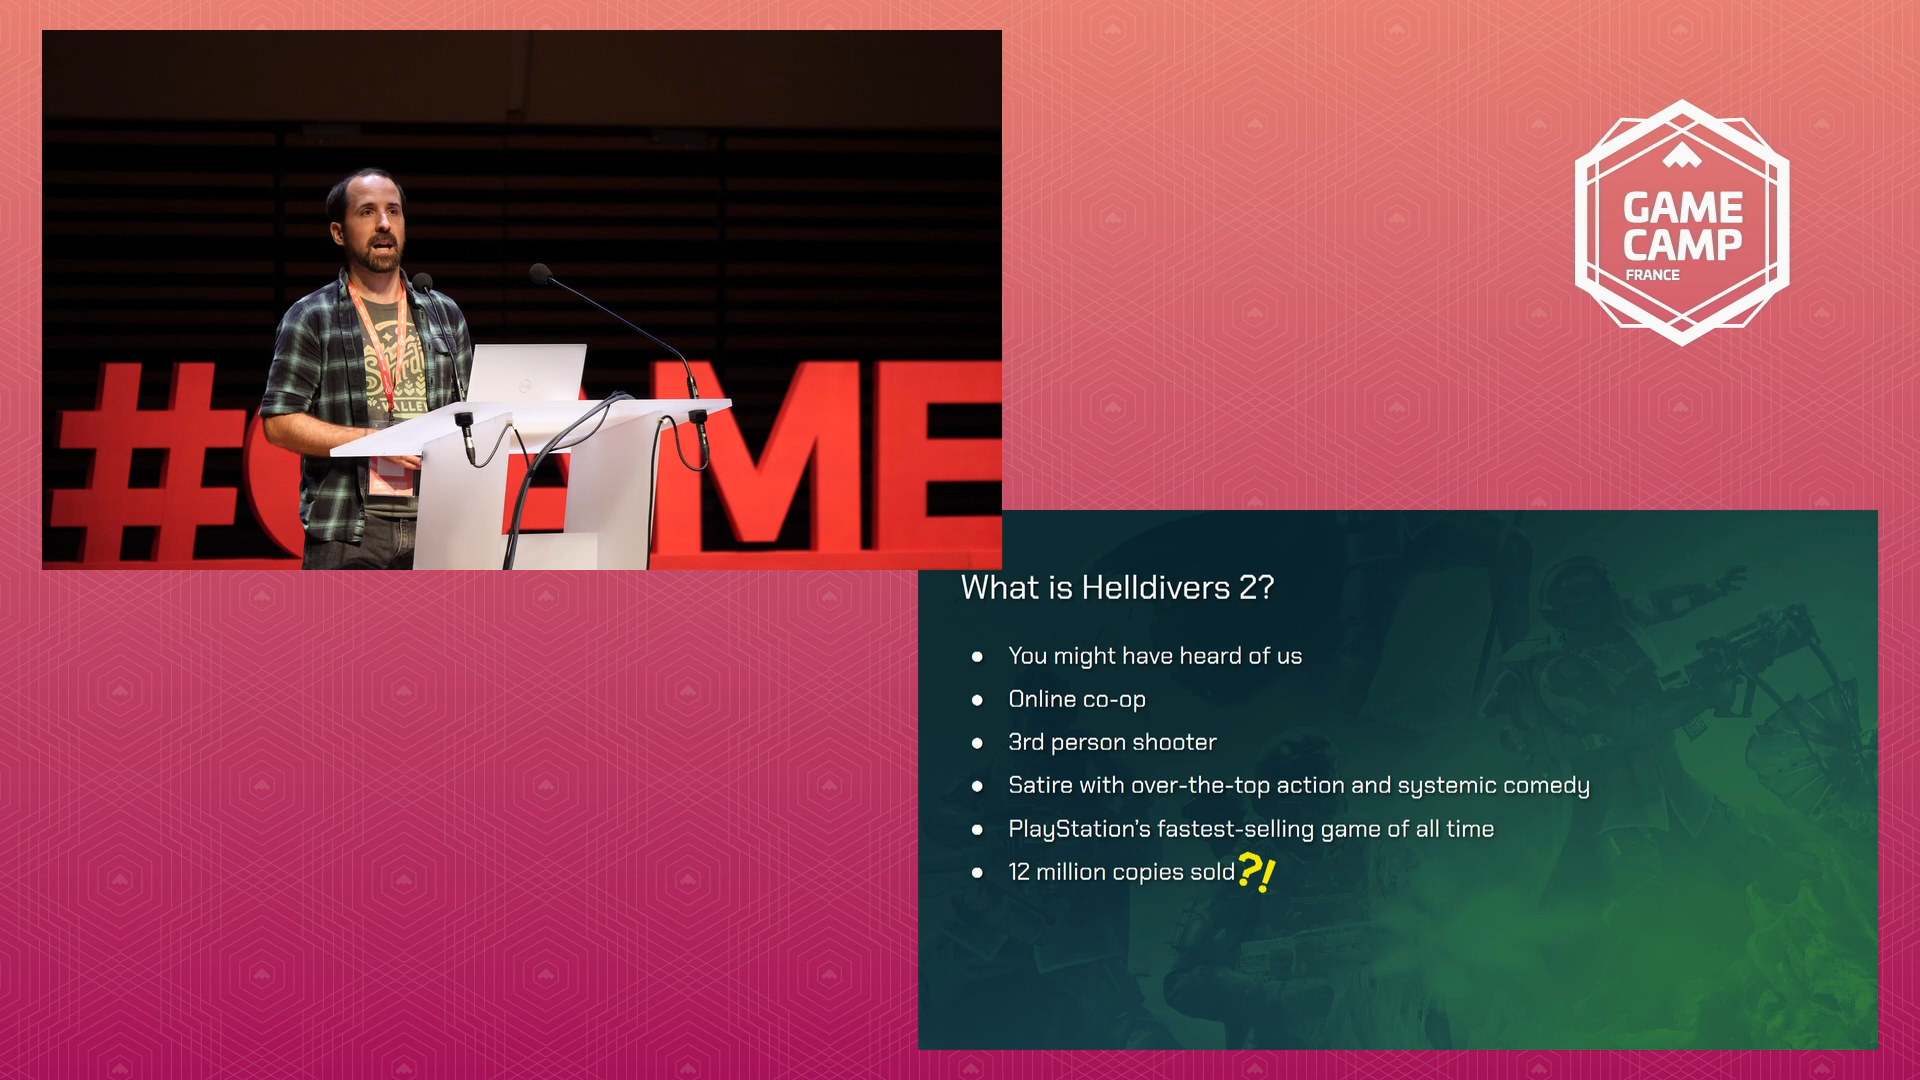 GAME
CAMP
FRANCE
#GAME
VALLE
What is Helldivers 2?
● You might have heard of us
● Online co-op
● 3rd person shooter
● Satire with over-the-top action and systemic comedy
● PlayStation's fastest-selling game of all time
● 12 million copies sold?!